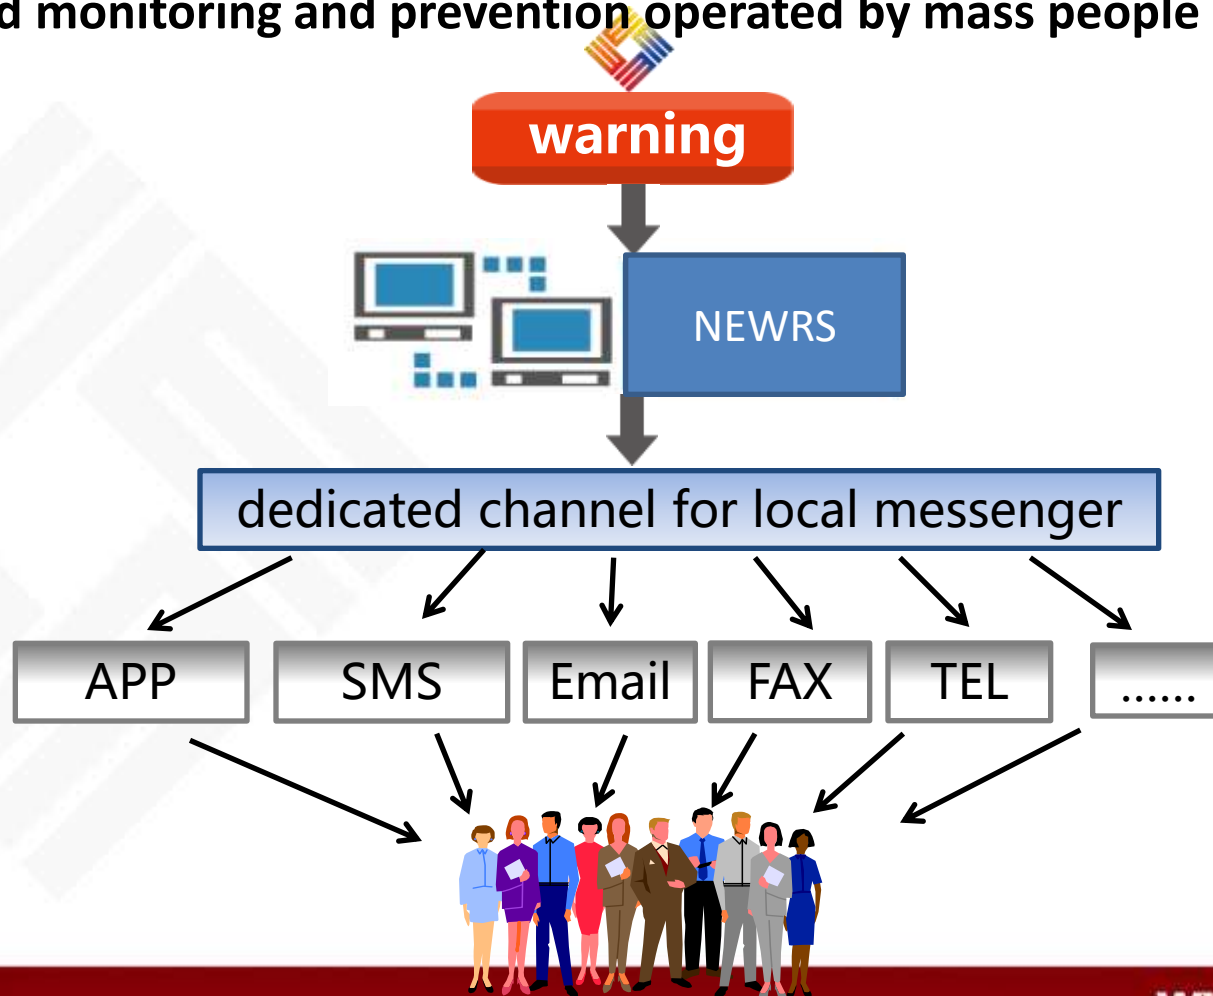 d monitoring and prevention operated by mass people
warning
NEWRS
dedicated channel for local messenger
APP
SMS
Email
FAX
TEL
......